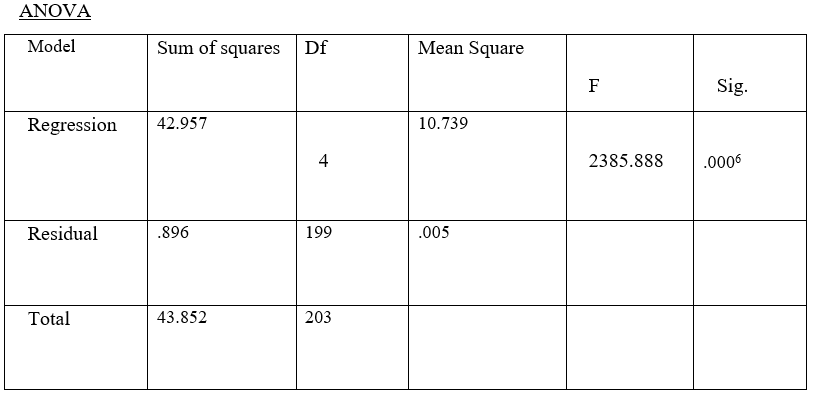 ANOVA
Model Sum of squares Df Mean Square F Sig.
Regression 42.957 4 10.739 2385.888 .000⁶
Residual .896 199 .005
Total 43.852 203